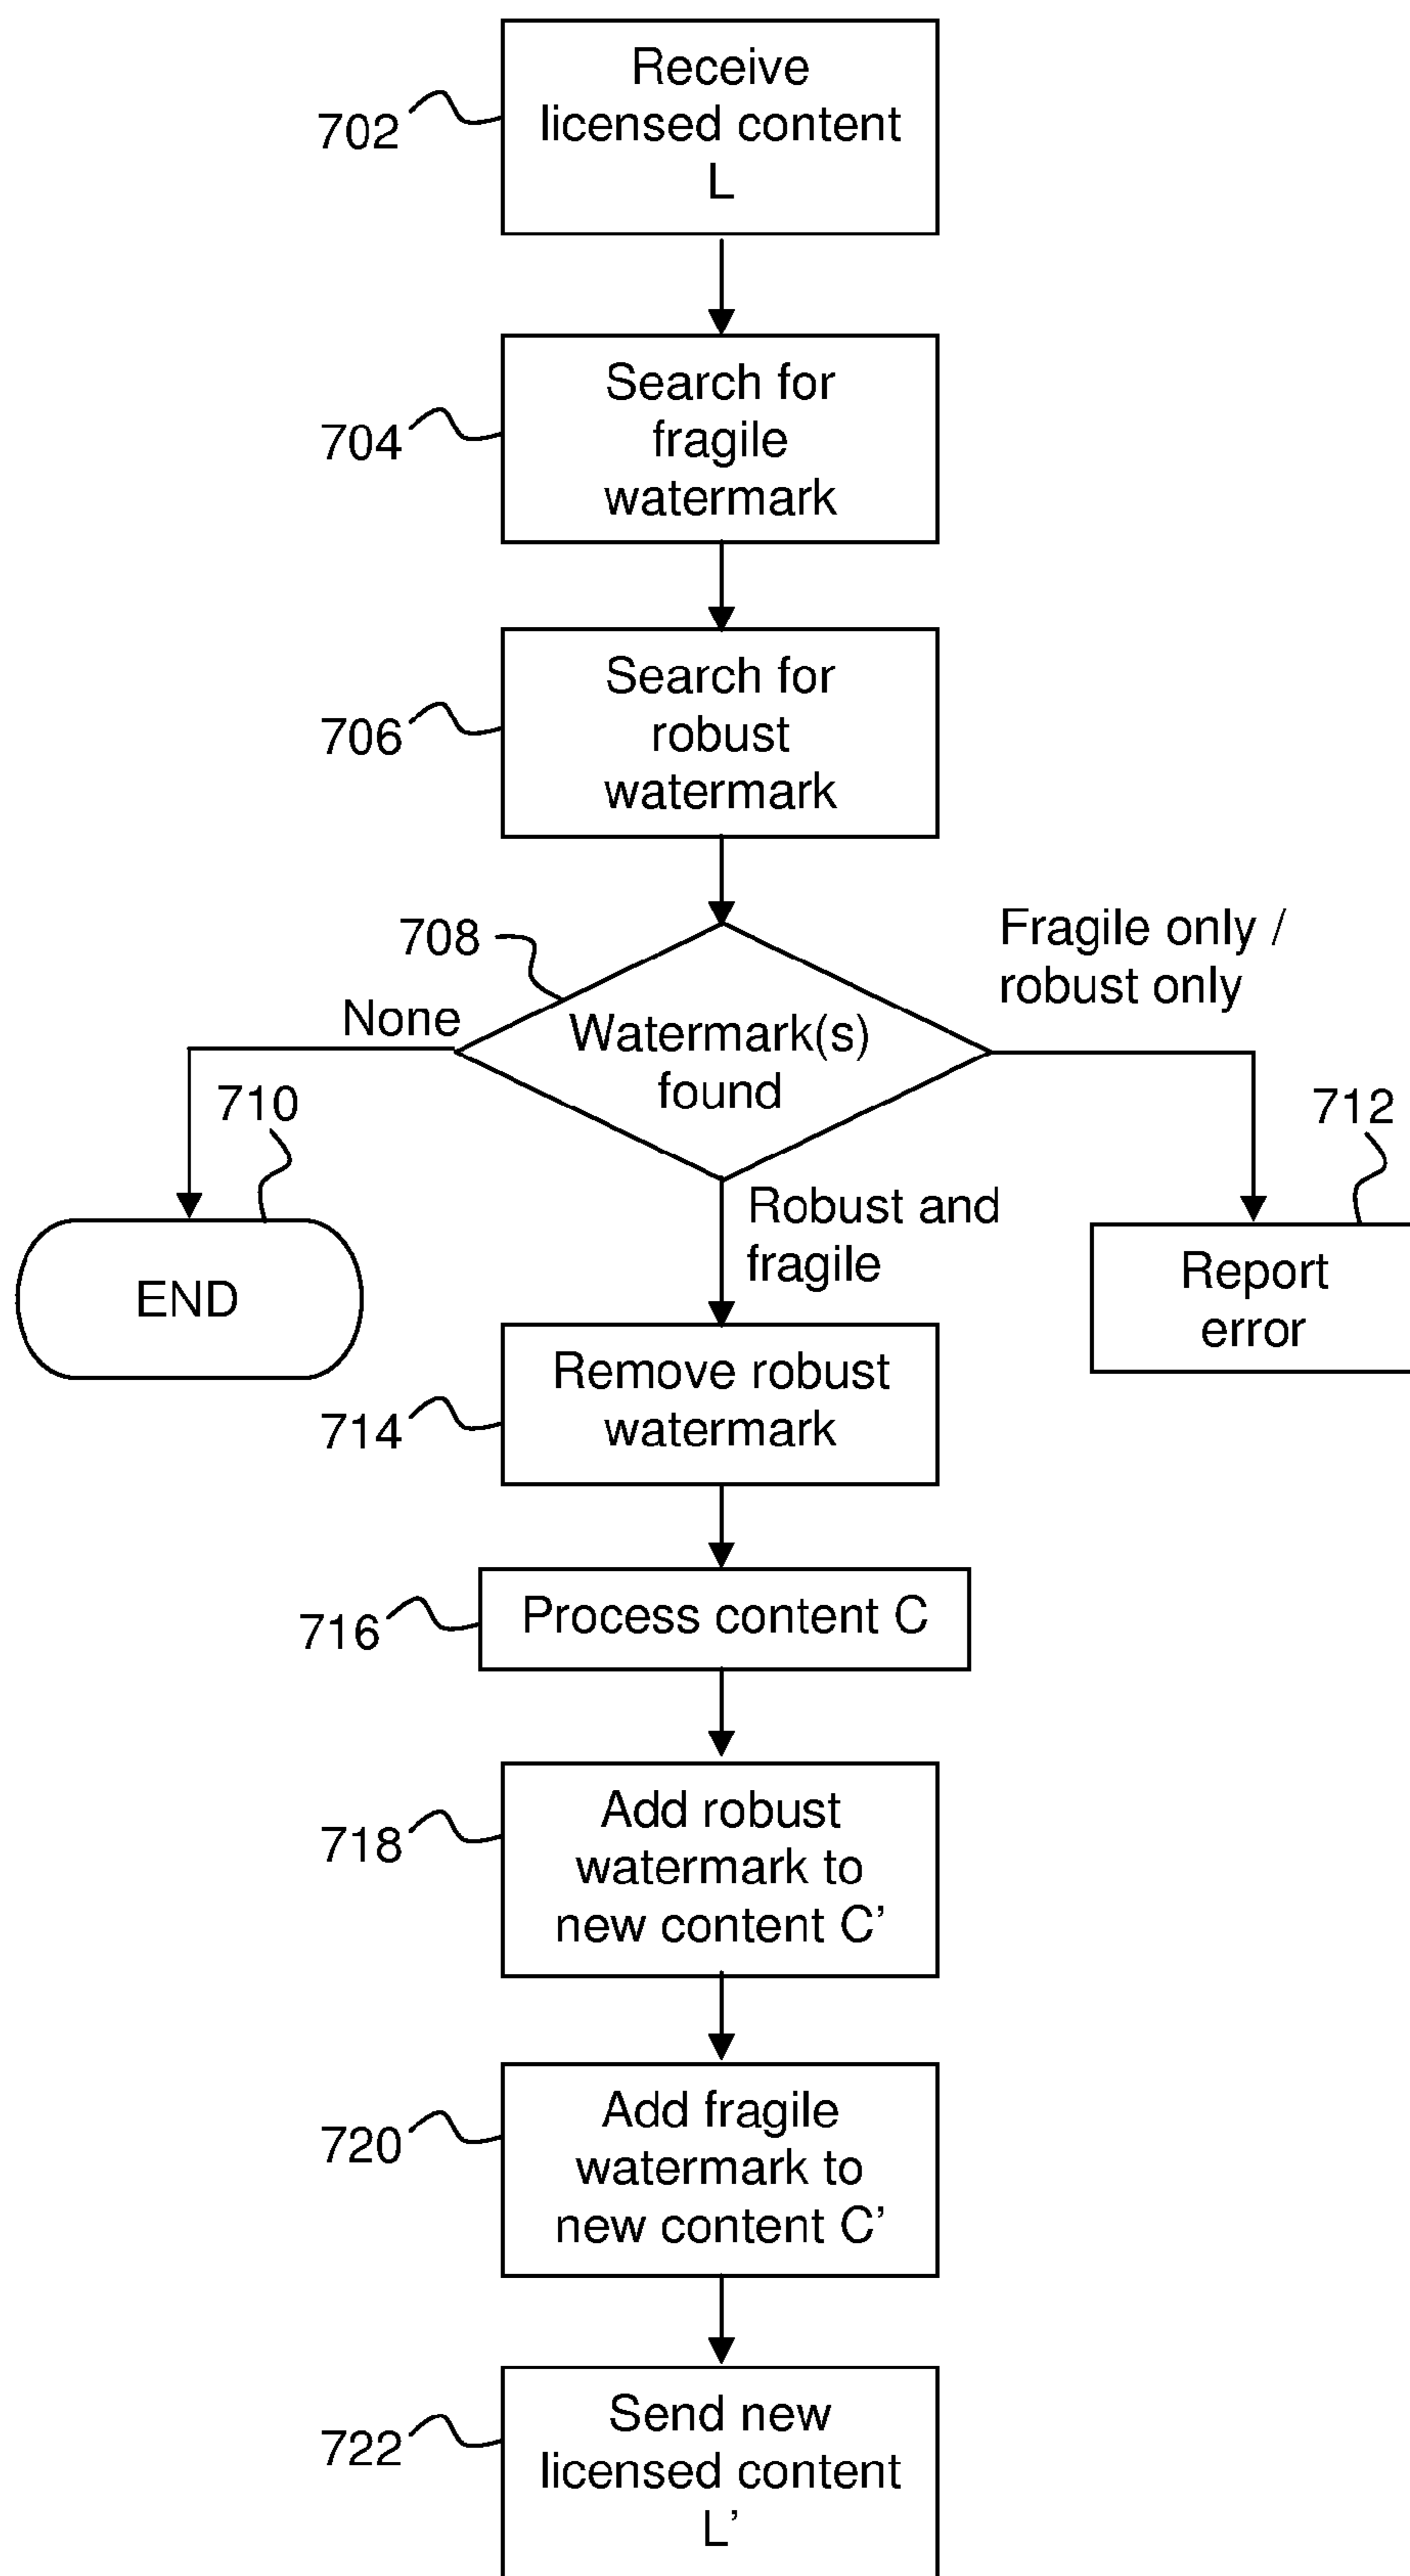 Receive
licensed content
L
702
Search for
fragile
watermark
704
Search for
robust
watermark
706
708
Watermark(s)
found
None
Fragile only /
robust only
710
END
712
Report
error
Robust and
fragile
Remove robust
watermark
714
Process content C
716
Add robust
watermark to
new content C’
718
Add fragile
watermark to
new content C’
720
Send new
licensed content
L’
722